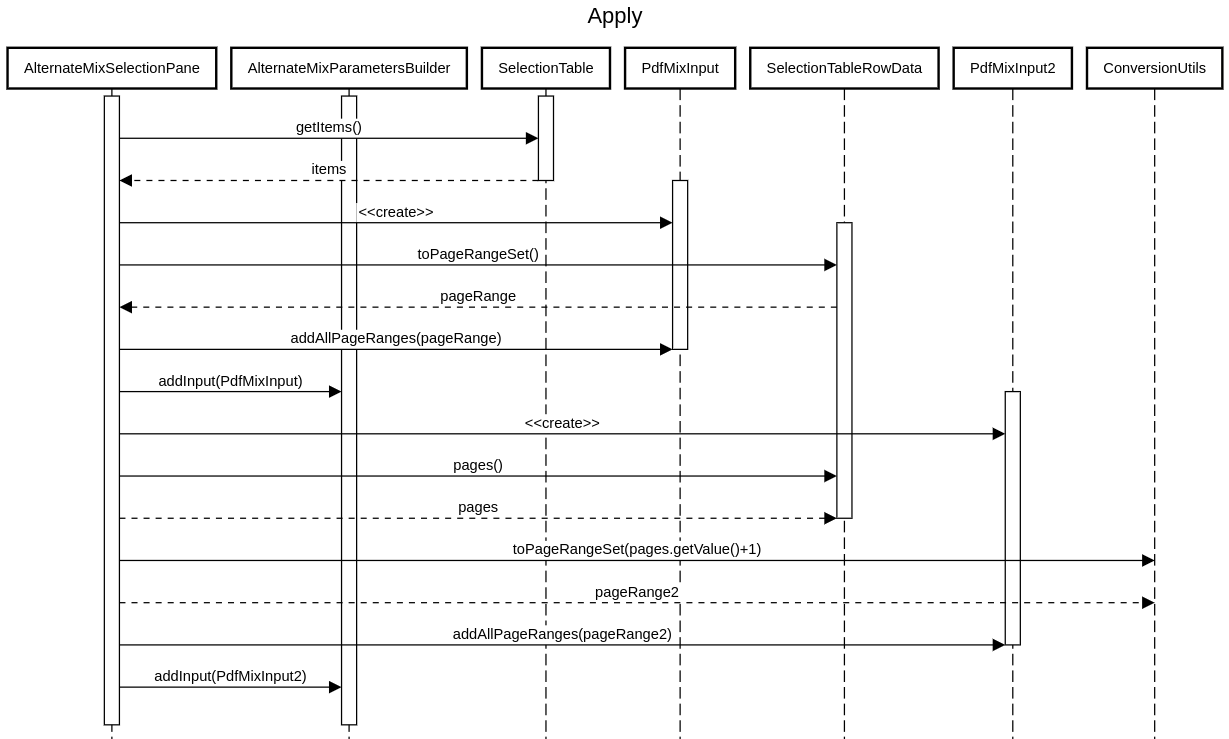 Apply
AlternateMixSelectionPane
AlternateMixParametersBuilder
SelectionTable
PdfMixInput
SelectionTableRowData
PdfMixInput2
ConversionUtils
getItems()
items
<<create>>
toPageRangeSet()
pageRange
addAllPageRanges(pageRange)
addInput(PdfMixInput)
<<create>>
pages()
pages
toPageRangeSet(pages.getValue()+1)
pageRange2
addAllPageRanges(pageRange2)
addInput(PdfMixInput2)